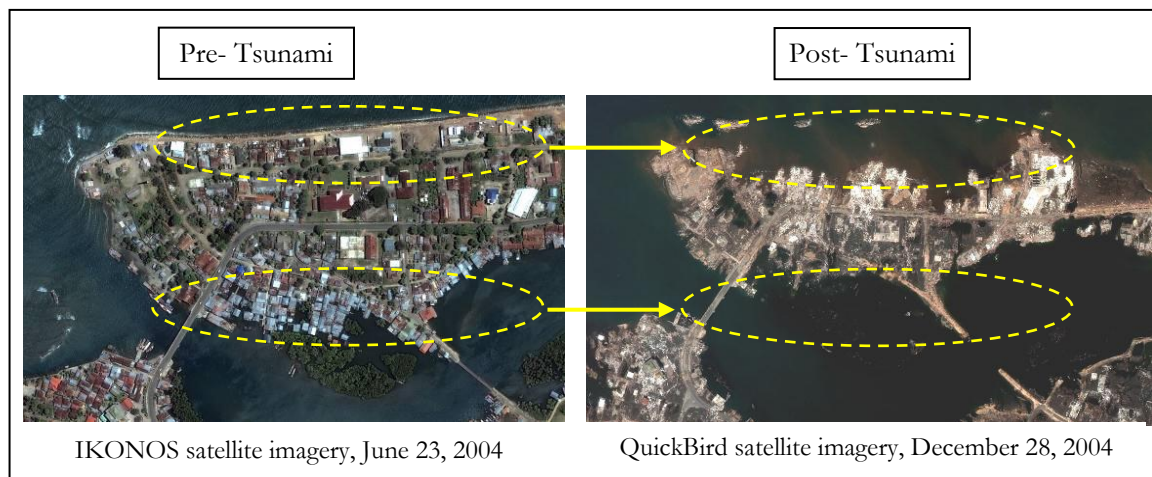 Pre- Tsunami
Post- Tsunami
IKONOS satellite imagery, June 23, 2004
QuickBird satellite imagery, December 28, 2004